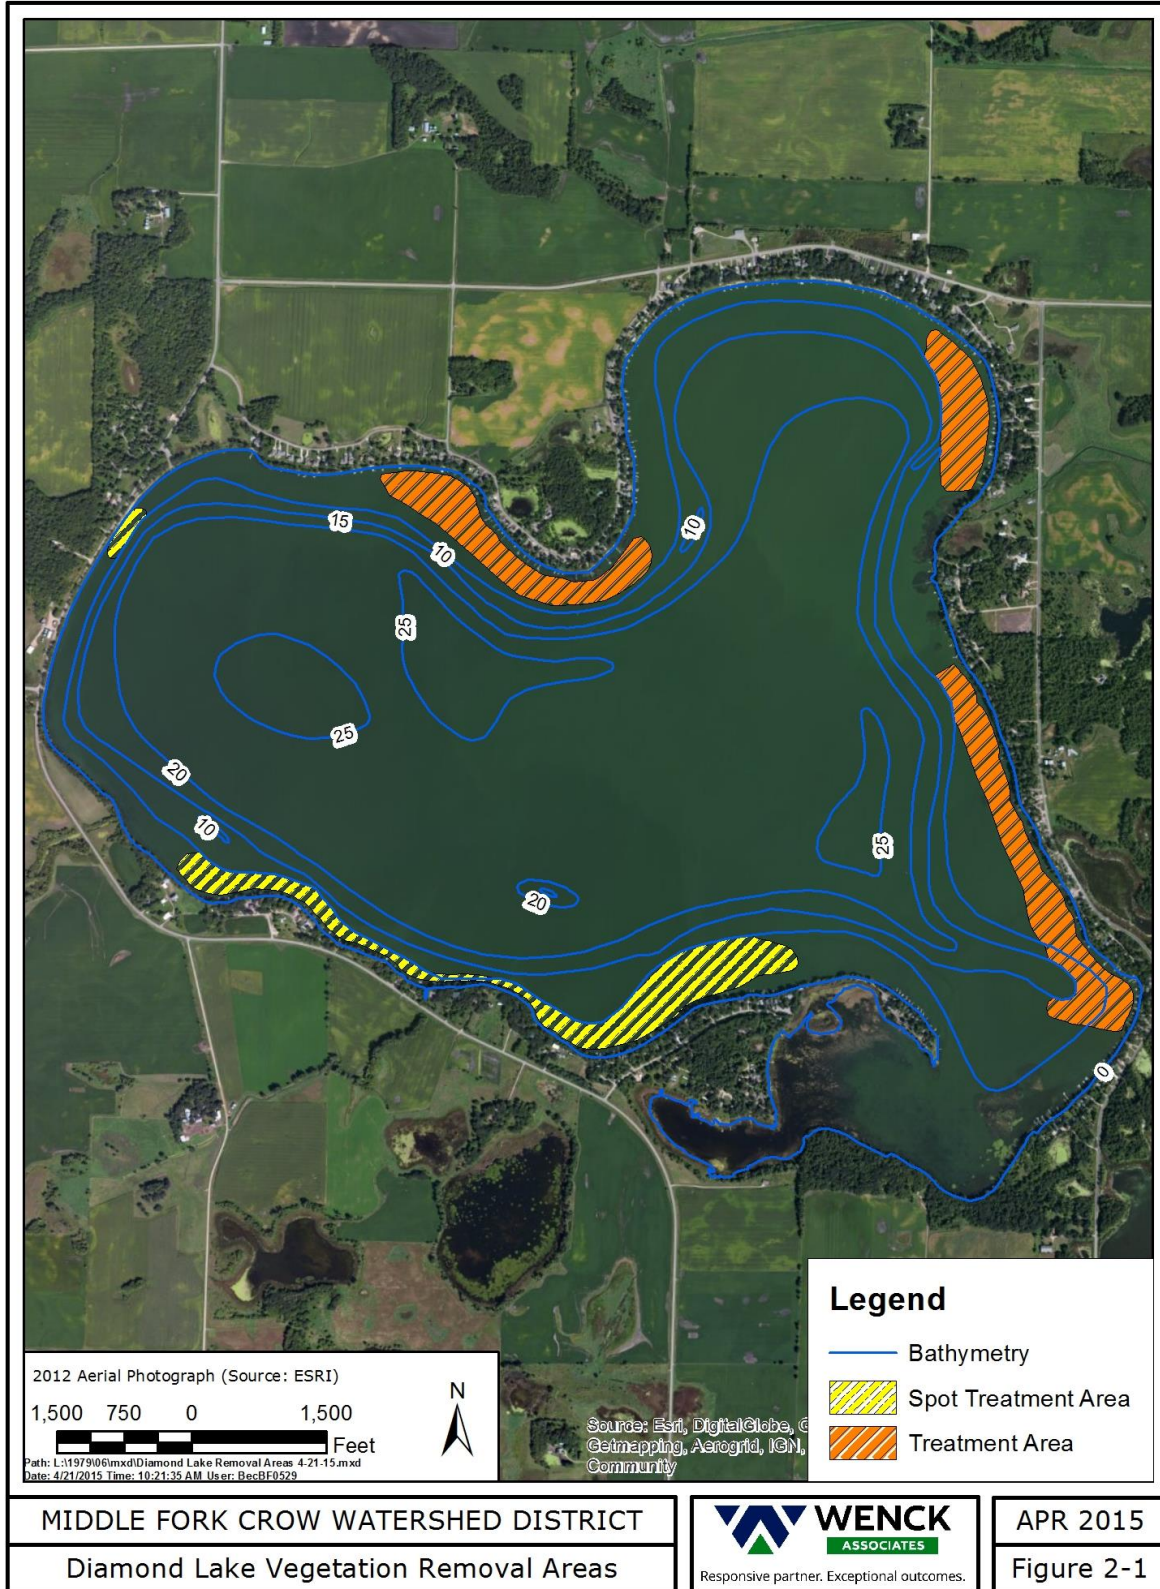 15
10
10
25
25
20
10
25
20
0
Legend
Bathymetry
Spot Treatment Area
Treatment Area
2012 Aerial Photograph (Source: ESRI)
N
1,500 750 0 1,500
Feet
Path: L:\1979\06\mxd\Diamond Lake Removal Areas 4-21-15.mxd
Date: 4/21/2015 Time: 10:21:35 AM User: BecBF0529
Source: Esri, DigitalGlobe, G
Getmapping, Aerogrid, IGN,
Community
MIDDLE FORK CROW WATERSHED DISTRICT
Diamond Lake Vegetation Removal Areas
WENCK
ASSOCIATES
Responsive partner. Exceptional outcomes.
APR 2015
Figure 2-1